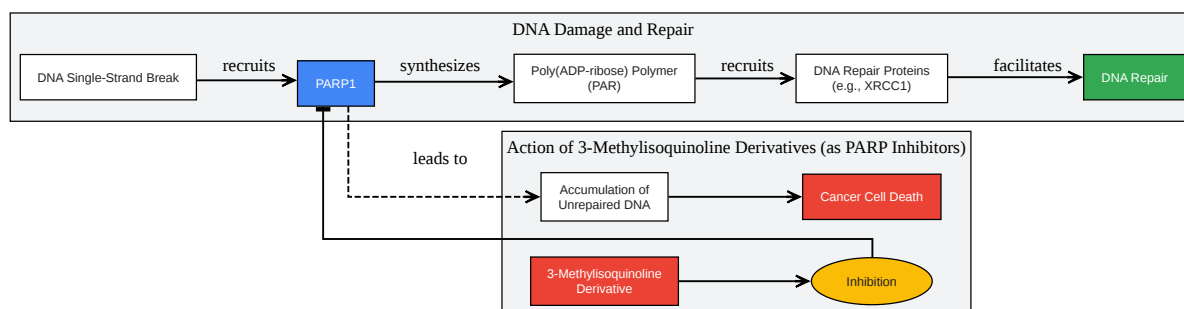 DNA Damage and Repair
DNA Single-Strand Break
recruits
PARP1
synthesizes
Poly(ADP-ribose) Polymer
(PAR)
recruits
DNA Repair Proteins
(e.g., XRCC1)
facilitates
DNA Repair
leads to
Action of 3-Methylisoquinoline Derivatives (as PARP Inhibitors)
Accumulation of
Unrepaired DNA
Cancer Cell Death
3-Methylisoquinoline
Derivative
Inhibition